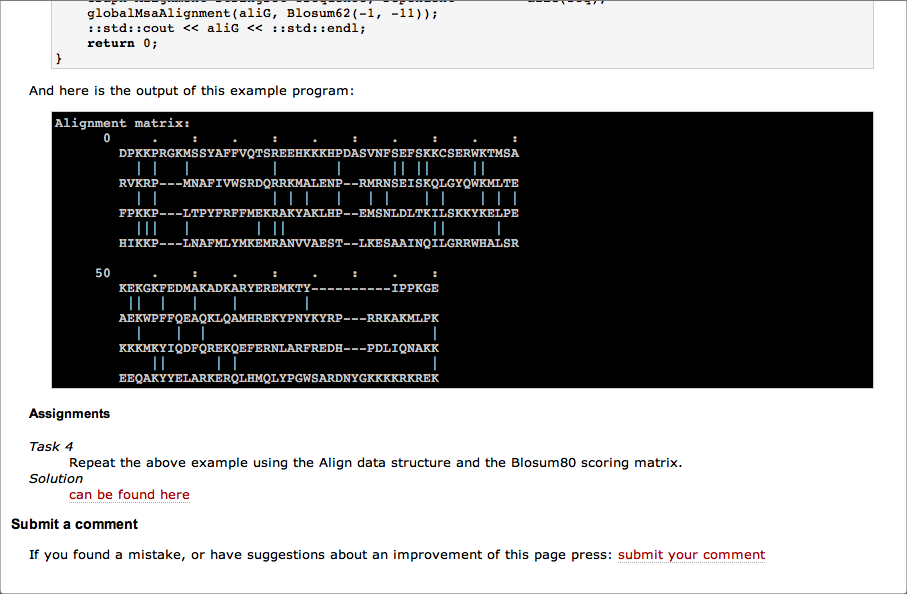 globalMsaAlignment(aliG, Blosum62(-1, -11));
::std::cout << aliG << ::std::endl;
return 0;
}
And here is the output of this example program:
Alignment matrix:
0     .    :    .    :    .    :    .    :    .    :
DPKKPRGKMSSYAFFVQTSREEHKKKHPDASVNFSEFSKKCSERWKTMSA
| |   |          |       |      || ||     ||
RVKRP---MNAFIVWSRDQRRKMALENP--RMRNSEISKQLGYQWKMLTE
| |              | | |   |   | |    | |    | | |
FPKKP---LTPYFRFFMEKRAKYAKLHP--EMSNLDLTKILSKKYKELPE
|||   |        | ||                  ||      |
HIKKP---LNAFMLYMKEMRANVVAEST--LKESAAINQILGRRWHALSR
50     .    :    .    :    .    :    .    :
KEKGKFEDMAKADKARYEREMKTY----------IPPKGE
||  |   |    |        |
AEKWPFFQEAQKLQAMHREKYPNYKYRP---RRKAKMLPK
|    |  |                            |
KKKMKYIQDFQREKQEFERNLARFREDH---PDLIQNAKK
||      | |                        |
EEQAKYYELARKERQLHMQLYPGWSARDNYGKKKKRKREK
Assignments
Task 4
Repeat the above example using the Align data structure and the Blosum80 scoring matrix.
Solution
can be found here
Submit a comment
If you found a mistake, or have suggestions about an improvement of this page press: submit your comment